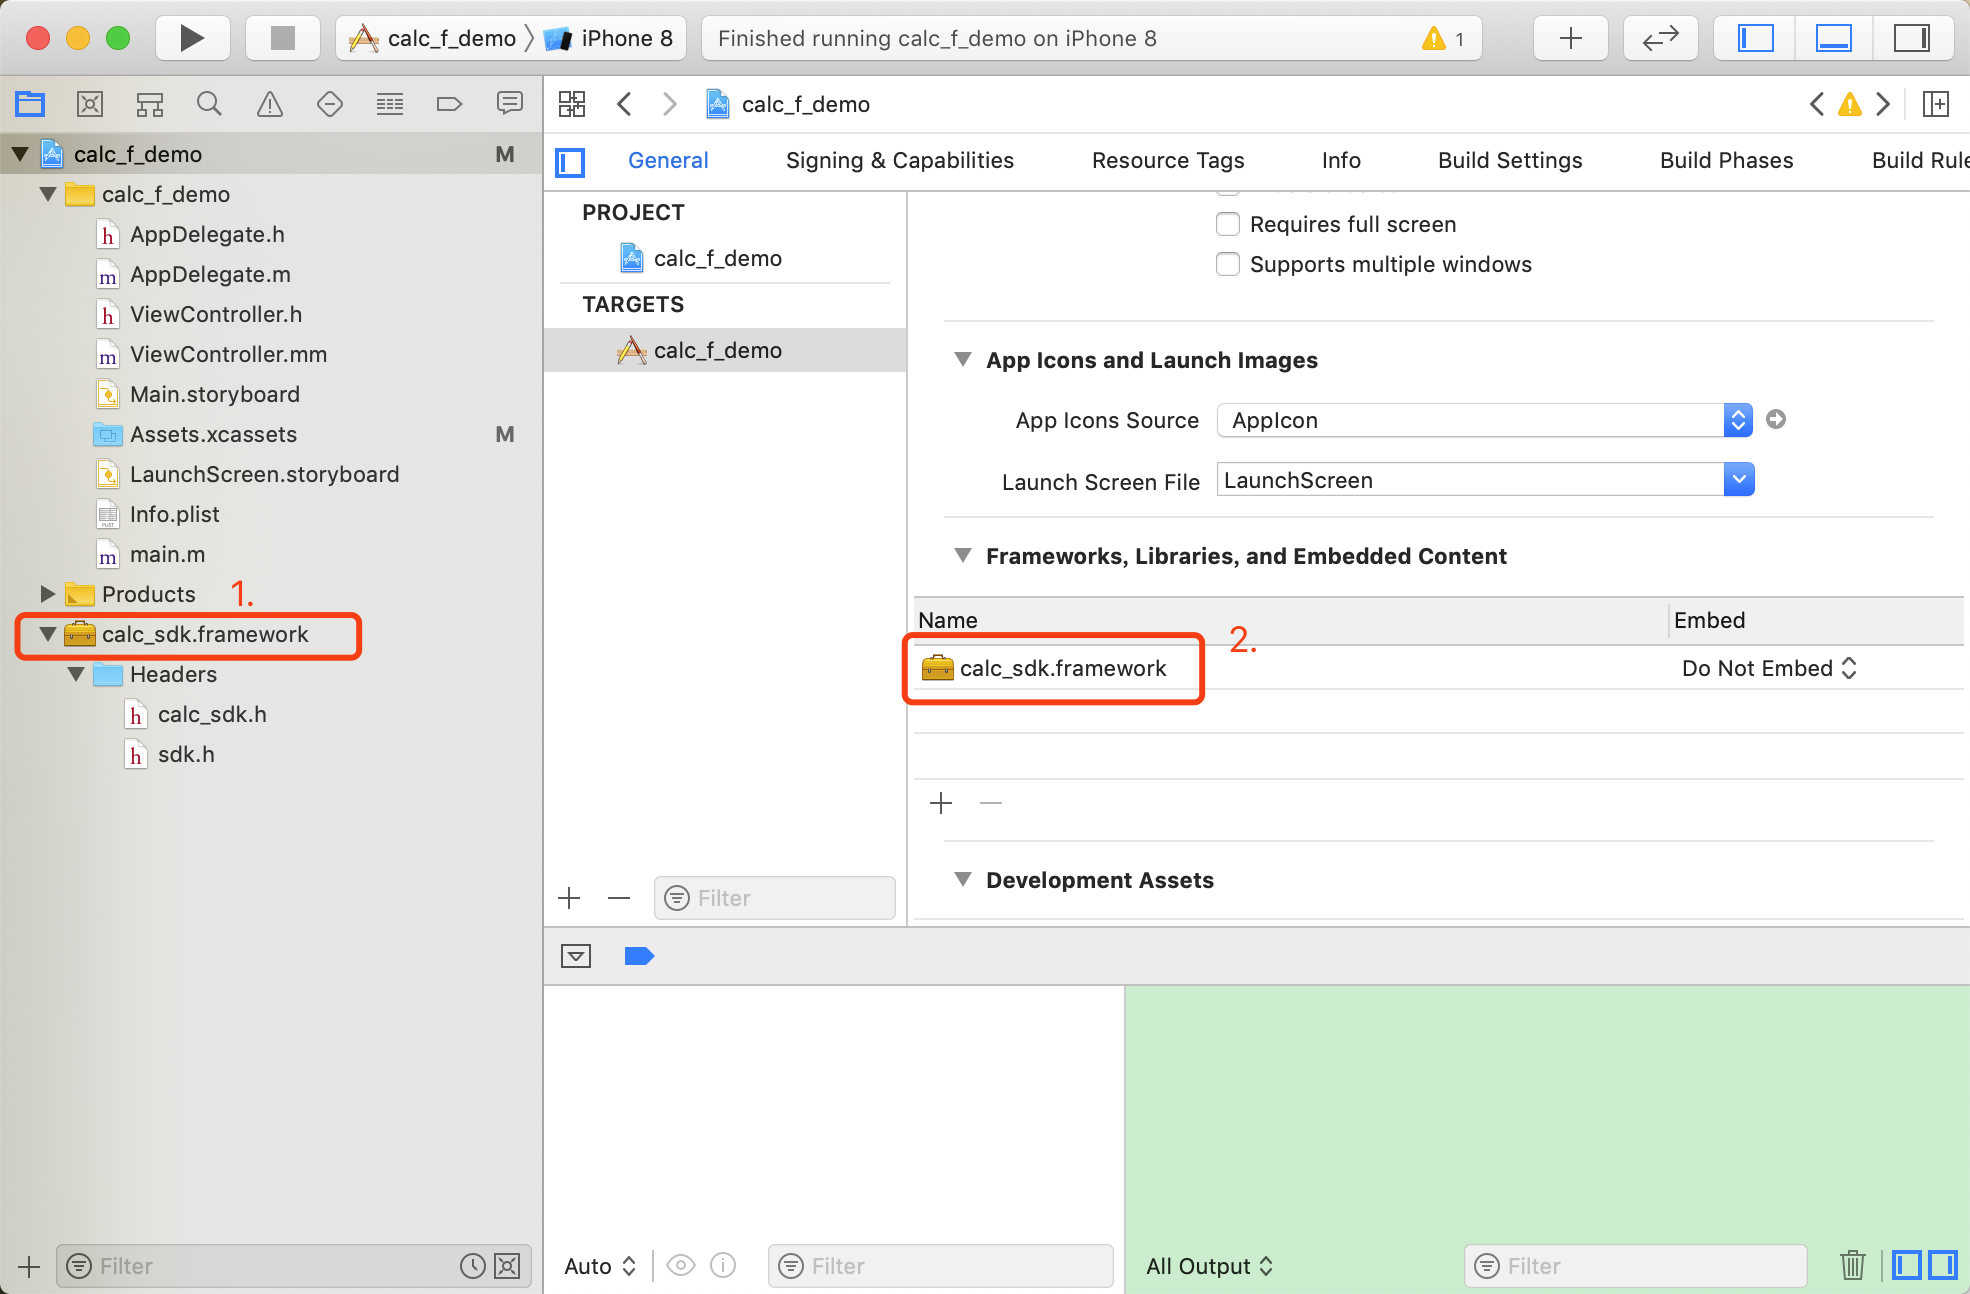 calc_f_demo iPhone 8
Finished running calc_f_demo on iPhone 8
1
calc_f_demo
calc_f_demo M
calc_f_demo
AppDelegate.h
AppDelegate.m
ViewController.h
ViewController.mm
Main.storyboard
Assets.xcassets M
LaunchScreen.storyboard
Info.plist
main.m
Products 1.
calc_sdk.framework
Headers
calc_sdk.h
sdk.h
Filter
General Signing & Capabilities Resource Tags Info Build Settings Build Phases Build Rule
PROJECT
calc_f_demo
TARGETS
calc_f_demo
Filter
Requires full screen
Supports multiple windows
App Icons and Launch Images
App Icons Source AppIcon
Launch Screen File LaunchScreen
Frameworks, Libraries, and Embedded Content
Name Embed
calc_sdk.framework 2. Do Not Embed
Development Assets
Auto Filter
All Output Filter